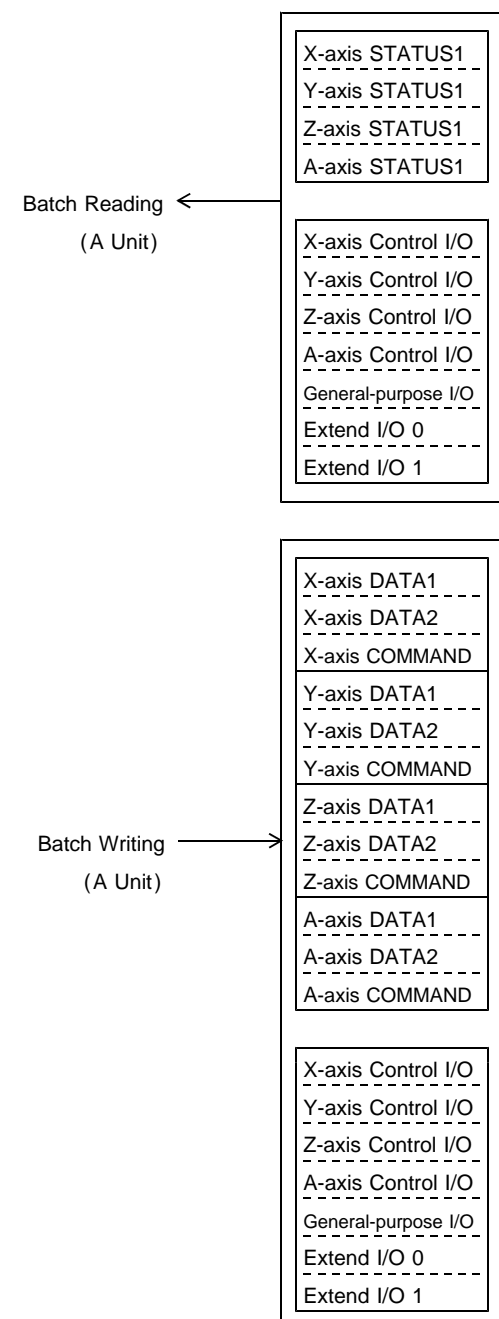 X-axis STATUS1
Y-axis STATUS1
Z-axis STATUS1
A-axis STATUS1
Batch Reading
(A Unit)
X-axis Control I/O
Y-axis Control I/O
Z-axis Control I/O
A-axis Control I/O
General-purpose I/O
Extend I/O 0
Extend I/O 1
X-axis DATA1
X-axis DATA2
X-axis COMMAND
Y-axis DATA1
Y-axis DATA2
Y-axis COMMAND
Z-axis DATA1
Batch Writing
Z-axis DATA2
(A Unit)
Z-axis COMMAND
A-axis DATA1
A-axis DATA2
A-axis COMMAND
X-axis Control I/O
Y-axis Control I/O
Z-axis Control I/O
A-axis Control I/O
General-purpose I/O
Extend I/O 0
Extend I/O 1